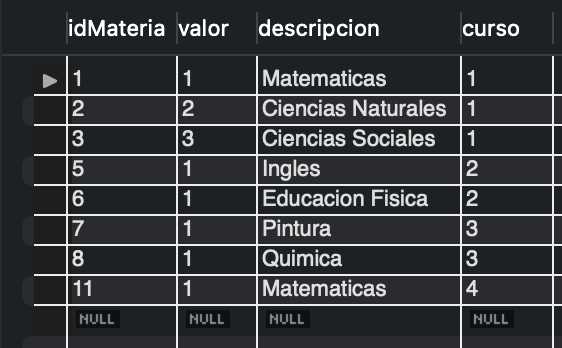 idMateria valor descripcion curso
1 1 Matematicas 1
2 2 Ciencias Naturales 1
3 3 Ciencias Sociales 1
5 1 Ingles 2
6 1 Educacion Fisica 2
7 1 Pintura 3
8 1 Quimica 3
11 1 Matematicas 4
NULL NULL NULL NULL